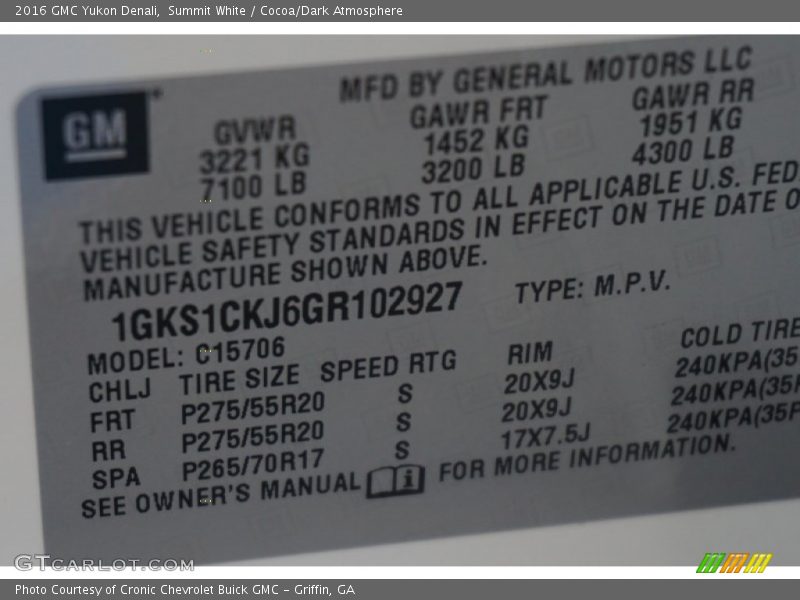 2016 GMC Yukon Denali, Summit White / Cocoa/Dark Atmosphere
MFD BY GENERAL MOTORS LLC
GM
GVWR GAWR FRT GAWR RR
3221 KG 1452 KG 1951 KG
7100 LB 3200 LB 4300 LB
THIS VEHICLE CONFORMS TO ALL APPLICABLE U.S. FED
VEHICLE SAFETY STANDARDS IN EFFECT ON THE DATE O
MANUFACTURE SHOWN ABOVE.
1GKS1CKJ6GR102927 TYPE: M.P.V.
MODEL: C15706
CHLJ TIRE SIZE SPEED RTG RIM COLD TIRE
FRT P275/55R20 S 20X9J 240KPA(35
RR P275/55R20 S 20X9J 240KPA(35P
SPA P265/70R17 S 17X7.5J 240KPA(35P
SEE OWNER'S MANUAL FOR MORE INFORMATION.
GTCARLOT.COM
Photo Courtesy of Cronic Chevrolet Buick GMC - Griffin, GA